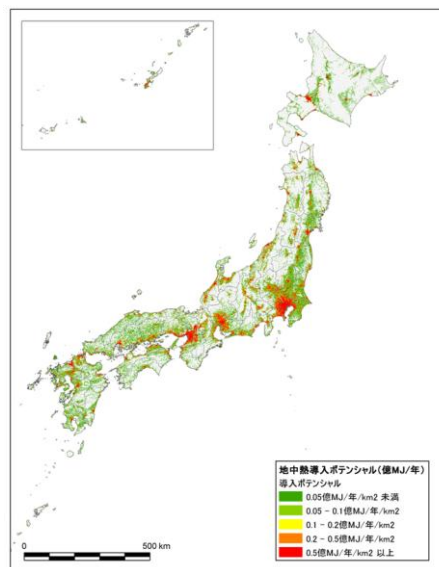 地中熱導入ポテンシャル(億MJ/年)
導入ポテンシャル
0.05億MJ/年/km2 未満
0.05 - 0.1億MJ/年/km2
0.1 - 0.2億MJ/年/km2
0.2 - 0.5億MJ/年/km2
0.5億MJ/年/km2 以上
0 500 km